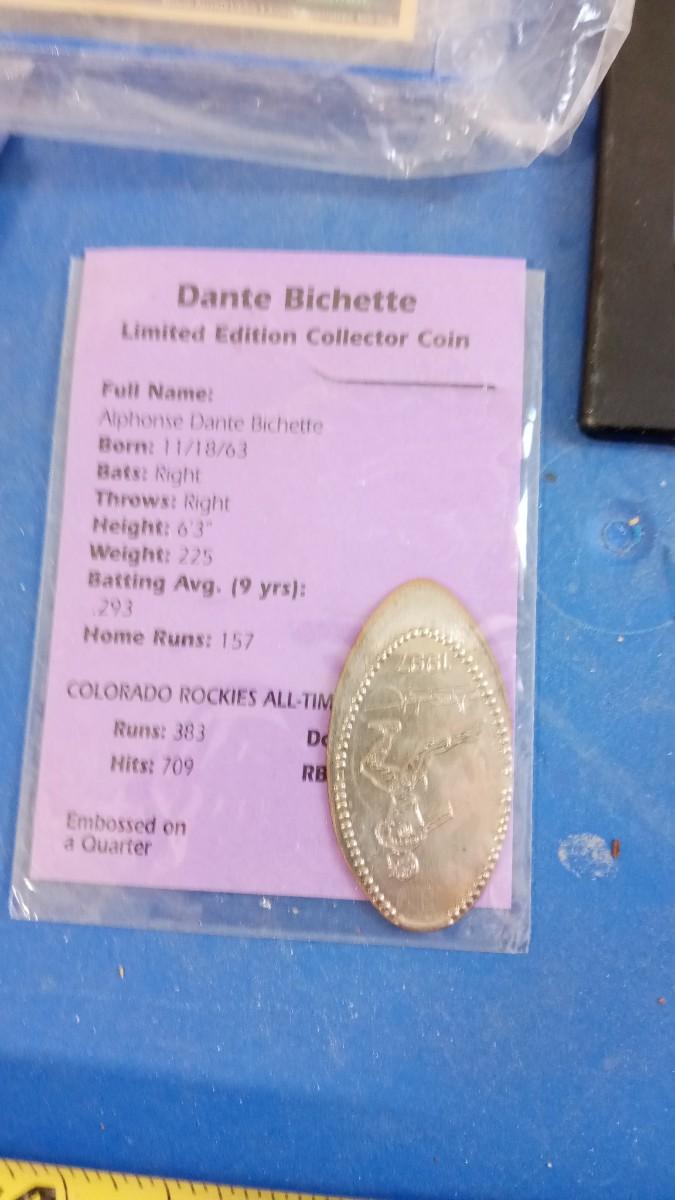 Dante Bichette
Limited Edition Collector Coin
Full Name:
Alphonse Dante Bichette
Born: 11/18/63
Bats: Right
Throws: Right
Height: 6'3"
Weight: 225
Batting Avg. (9 yrs):
.293
Home Runs: 157
COLORADO ROCKIES ALL-TIM
Runs: 383 Do
Hits: 709 RB
Embossed on
a Quarter
1997